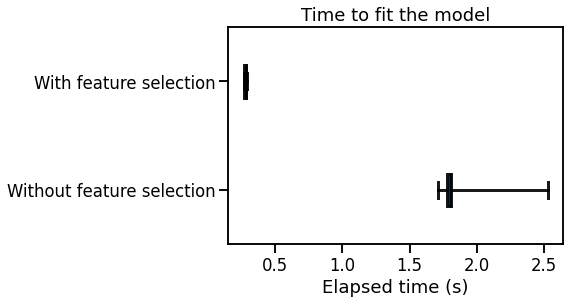 Time to fit the model
With feature selection
Without feature selection
0.5 1.0 1.5 2.0 2.5
Elapsed time (s)